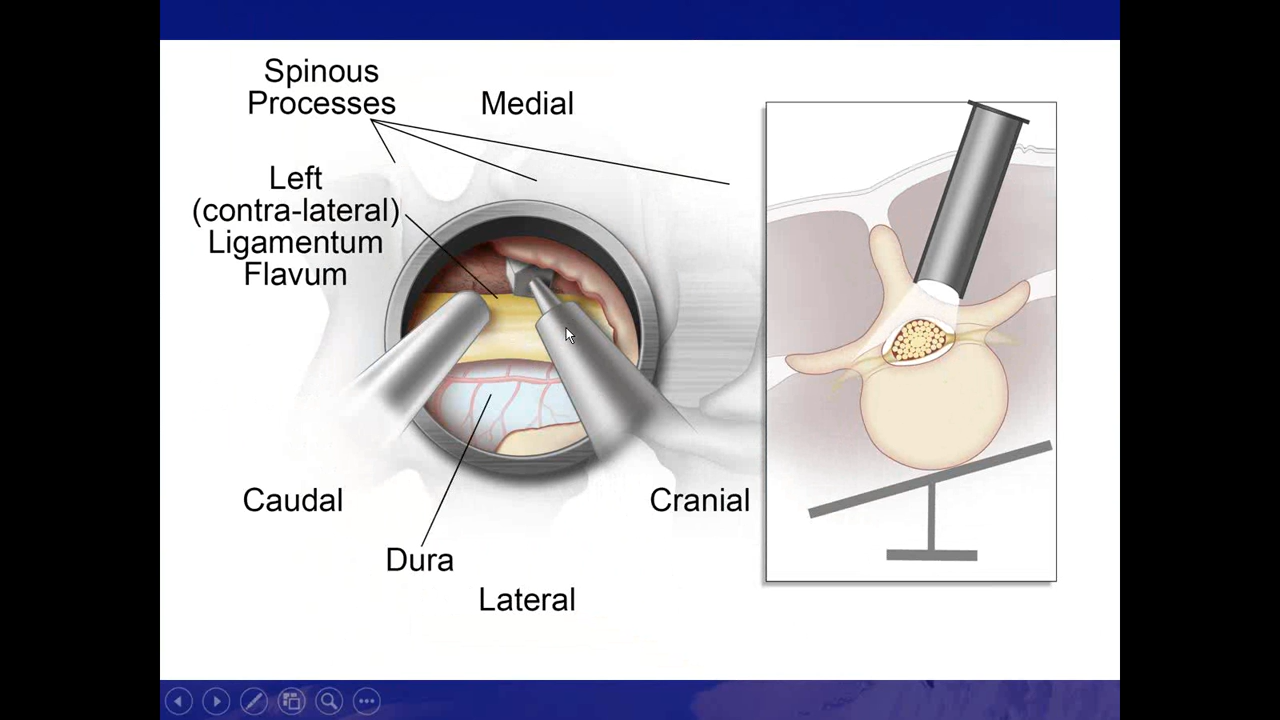 Spinous
Processes
Medial
Left
(contra-lateral)
Ligamentum
Flavum
Caudal
Cranial
Dura
Lateral